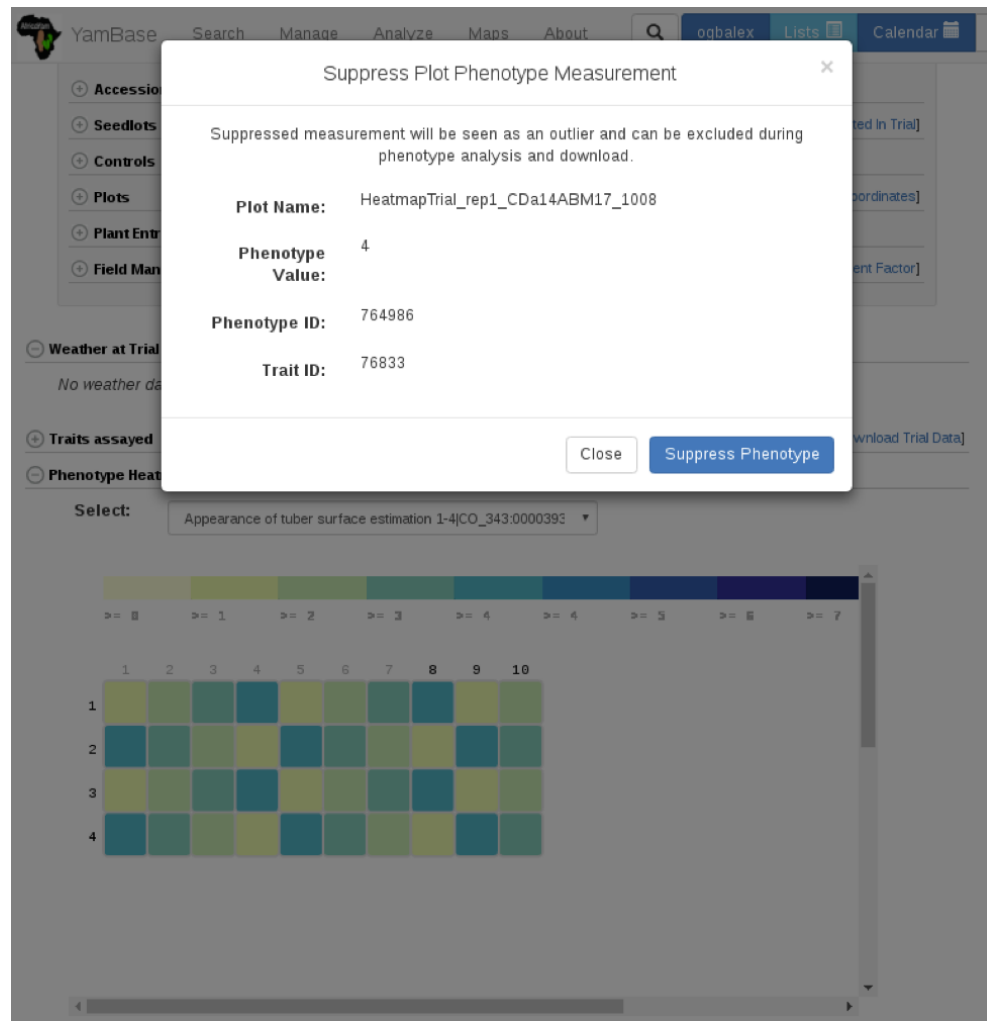 YamBase Search Manage Analyze Maps About ogbalex Lists Calendar
Suppress Plot Phenotype Measurement ×
Accessio
Suppressed measurement will be seen as an outlier and can be excluded during
phenotype analysis and download.
Seedlots ted In Trial]
Controls
Plots oordinates]
Plant Entr
Field Man ent Factor]
Plot Name: HeatmapTrial_rep1_CDa14ABM17_1008
Phenotype
Value: 4
Phenotype ID: 764986
Trait ID: 76833
Weather at Trial
No weather da
Close Suppress Phenotype
Traits assayed wnload Trial Data]
Phenotype Heat
Select: Appearance of tuber surface estimation 1-4|CO_343:0000393
>= 0 >= 1 >= 2 >= 3 >= 4 >= 4 >= 5 >= 6 >= 7
1 2 3 4 5 6 7 8 9 10
1
2
3
4